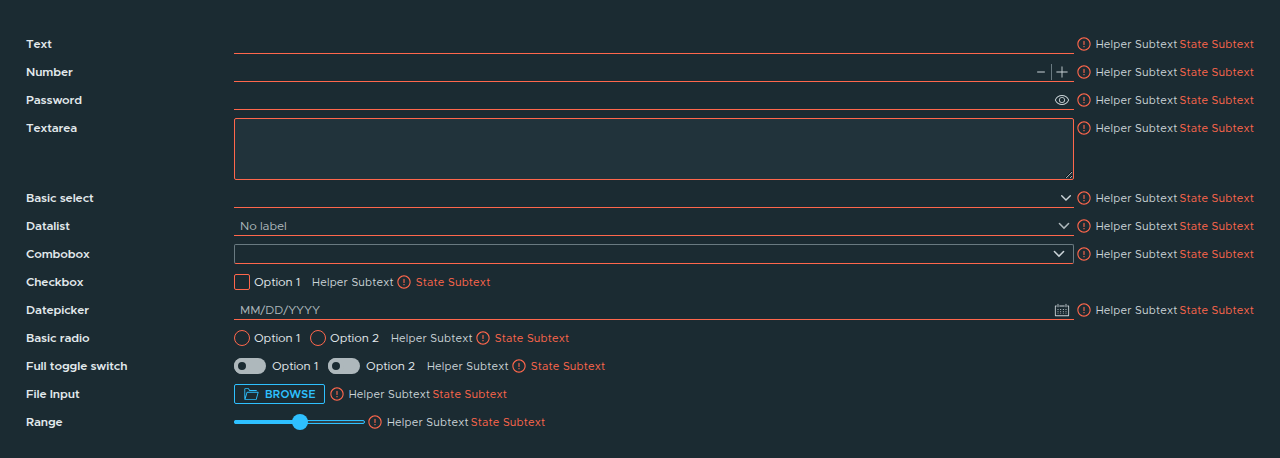 Text Helper Subtext State Subtext
Number Helper Subtext State Subtext
Password Helper Subtext State Subtext
Textarea Helper Subtext State Subtext
Basic select Helper Subtext State Subtext
Datalist No label Helper Subtext State Subtext
Combobox Helper Subtext State Subtext
Checkbox Option 1 Helper Subtext State Subtext
Datepicker MM/DD/YYYY Helper Subtext State Subtext
Basic radio Option 1 Option 2 Helper Subtext State Subtext
Full toggle switch Option 1 Option 2 Helper Subtext State Subtext
File Input BROWSE Helper Subtext State Subtext
Range Helper Subtext State Subtext